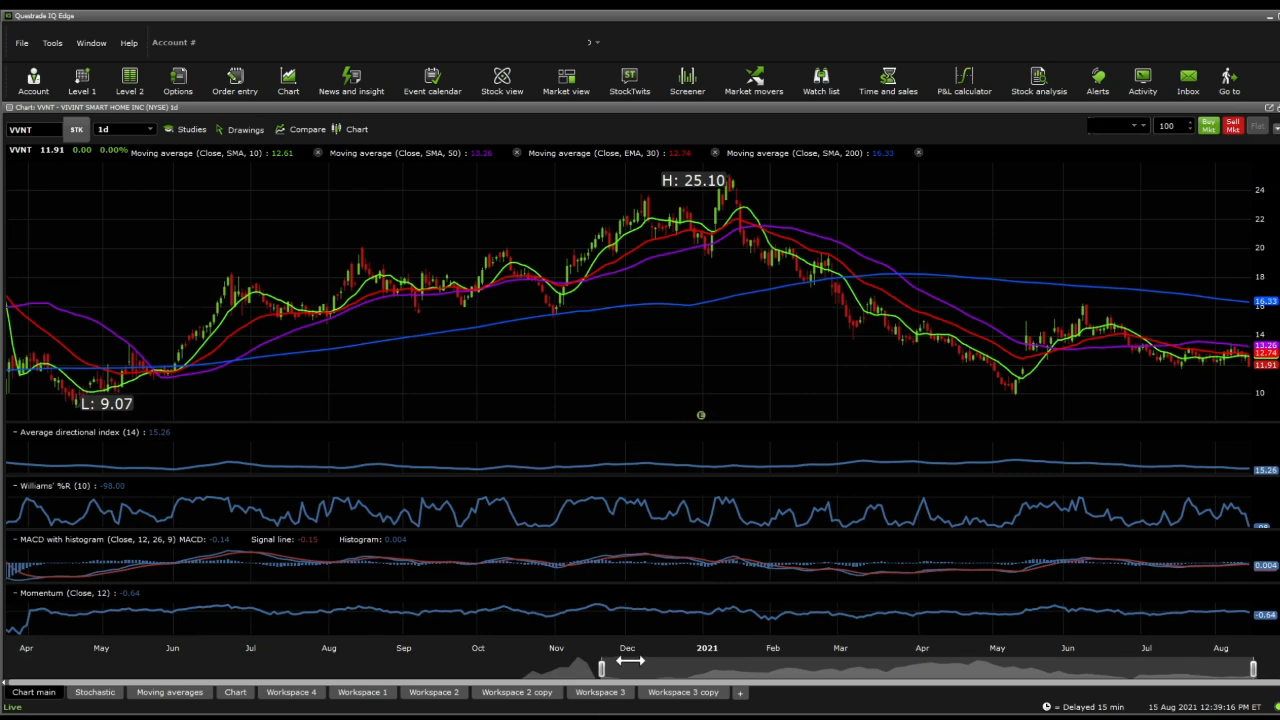 Questrade IQ Edge
File Tools Window Help Account #
Account Level 1 Level 2 Options Order entry Chart News and insight Event calendar Stock view Market view StockTwits Screener Market movers Watch list Time and sales P&L calculator Stock analysis Alerts Activity Inbox Go to
Chart: VVNT - VIVINT SMART HOME INC (NYSE) 1d
VVNT STK 1d Studies Drawings Compare Chart 100 Buy Mkt Sell Mkt Flat
VVNT 11.91 0.00 0.00% Moving average (Close, SMA, 10) : 12.61 Moving average (Close, SMA, 50) : 13.26 Moving average (Close, EMA, 30) : 12.74 Moving average (Close, SMA, 200) : 16.33
H: 25.10
24
22
20
18
16.33
16
14
13.26
12.74
11.91
10
L: 9.07
E
Average directional index (14) : 15.26
15.26
Williams' %R (10) : -98.00
-98
MACD with histogram (Close, 12, 26, 9) MACD: -0.14 Signal line: -0.15 Histogram: 0.004
0.004
Momentum (Close, 12) : -0.64
-0.64
Apr May Jun Jul Aug Sep Oct Nov Dec 2021 Feb Mar Apr May Jun Jul Aug
Chart main Stochastic Moving averages Chart Workspace 4 Workspace 1 Workspace 2 Workspace 2 copy Workspace 3 Workspace 3 copy +
Live = Delayed 15 min 15 Aug 2021 12:39:16 PM ET